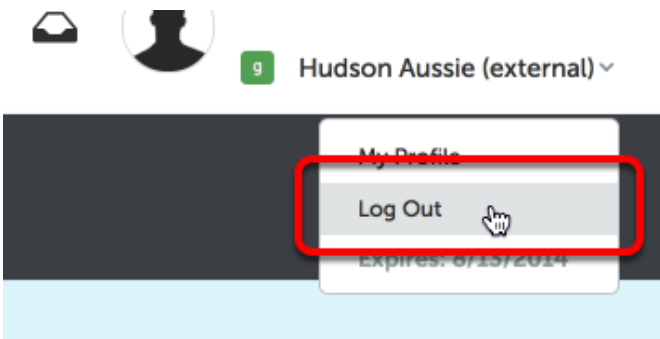 g Hudson Aussie (external)
My Profile
Log Out
Expires: 8/13/2014